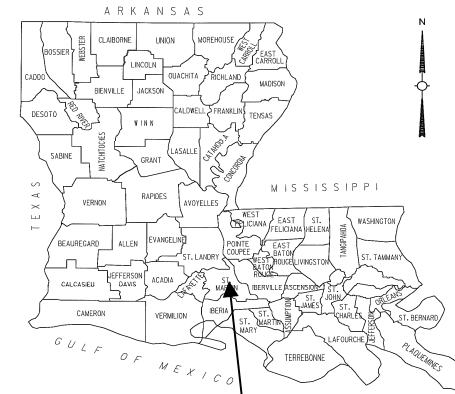 ARKANSAS
N
CLAIBORNE UNION MOREHOUSE WEST CARROLL EAST CARROLL
BOSSIER WEBSTER
CADDO LINCOLN OUACHITA RICHLAND MADISON
BIENVILLE JACKSON
DESOTO RED RIVER WINN CALDWELL FRANKLIN TENSAS
SABINE NATCHITOCHES GRANT LASALLE CATAHOULA CONCORDIA
TEXAS
MISSISSIPPI
VERNON RAPIDES AVOYELLES
WEST FELICIANA EAST FELICIANA ST. HELENA TANGIPAHOA WASHINGTON
BEAUREGARD ALLEN EVANGELINE ST. LANDRY POINTE COUPEE EAST BATON ROUGE LIVINGSTON ST. TAMMANY
WEST BATON ROUGE
CALCASIEU JEFFERSON DAVIS ACADIA LAFAYETTE ST. MARTIN IBERVILLE ASCENSION ST. JOHN ORLEANS
CAMERON VERMILION IBERIA ST. MARY ST. MARTIN ASSUMPTION ST. JAMES ST. CHARLES JEFFERSON ST. BERNARD
LAFOURCHE PLAQUEMINES
TERREBONNE
GULF OF MEXICO